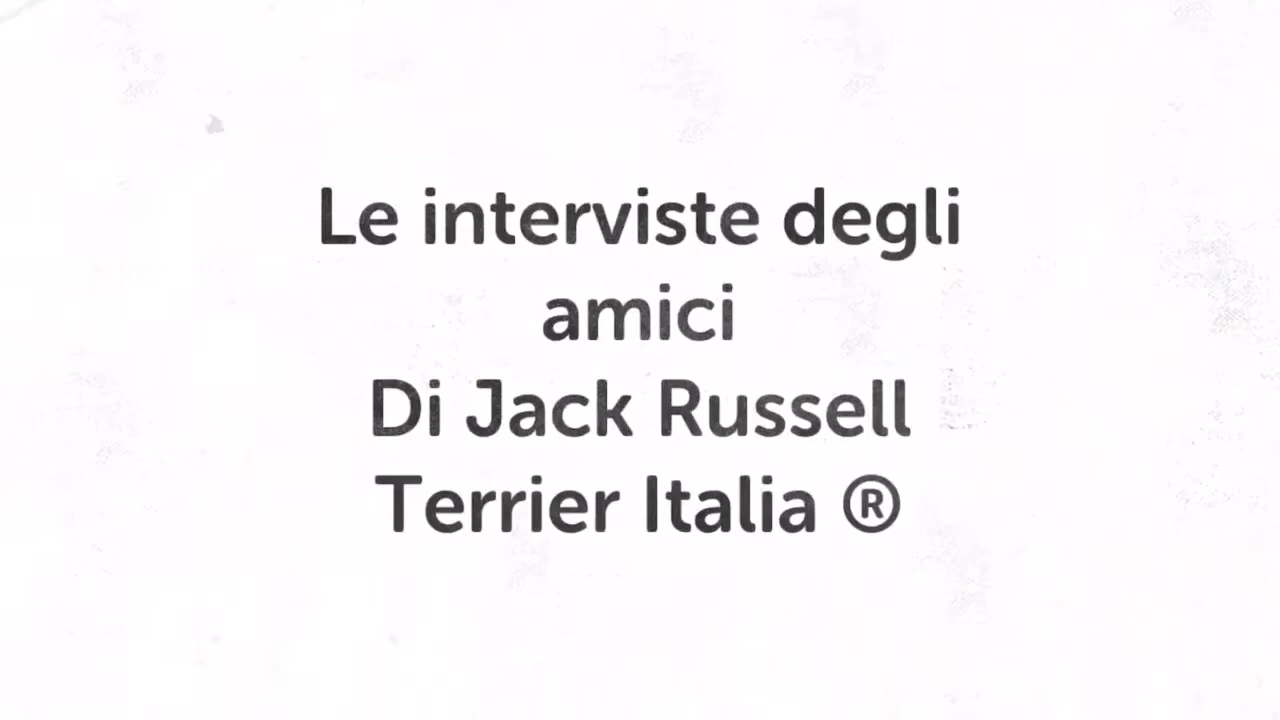 Le interviste degli
amici
Di Jack Russell
Terrier Italia ®